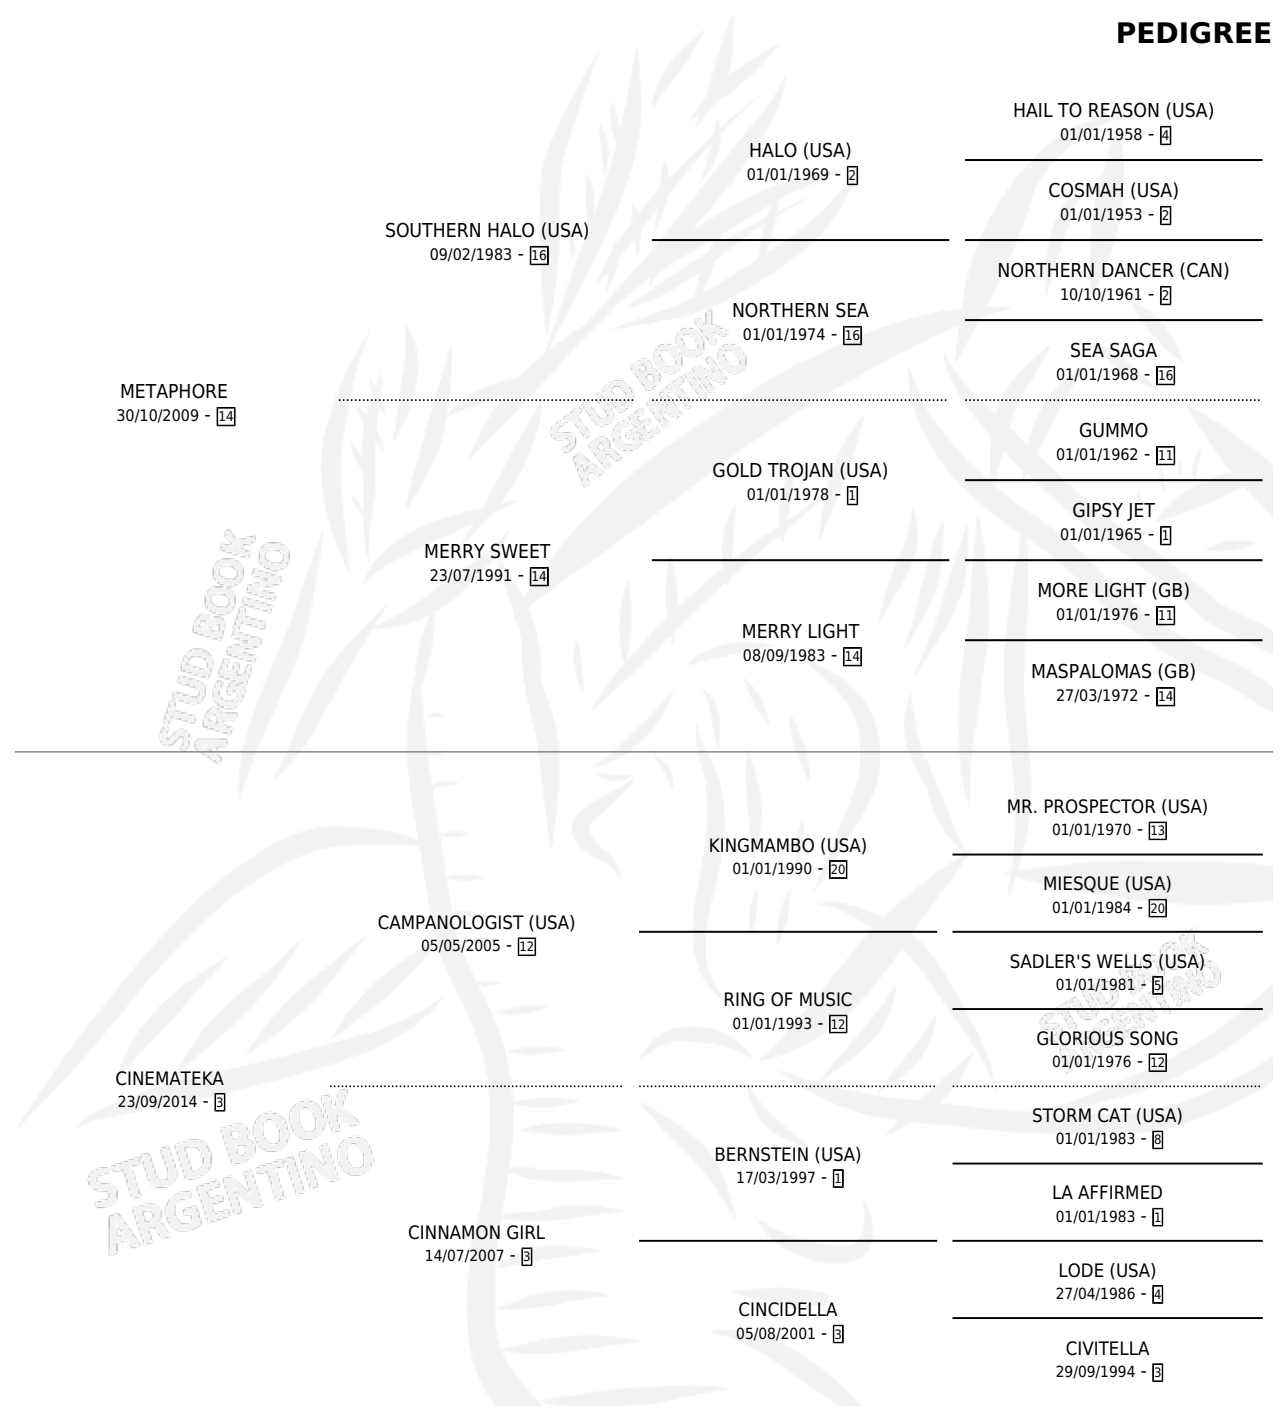 PEDIGREE
HAIL TO REASON (USA)
01/01/1958 - 4
HALO (USA)
01/01/1969 - 2
COSMAH (USA)
01/01/1953 - 2
SOUTHERN HALO (USA)
09/02/1983 - 16
NORTHERN DANCER (CAN)
10/10/1961 - 2
NORTHERN SEA
01/01/1974 - 16
SEA SAGA
01/01/1968 - 16
METAPHORE
30/10/2009 - 14
STUD BOOK
ARGENTINO
GUMMO
01/01/1962 - 11
GOLD TROJAN (USA)
01/01/1978 - 1
GIPSY JET
01/01/1965 - 1
MERRY SWEET
23/07/1991 - 14
MORE LIGHT (GB)
01/01/1976 - 11
MERRY LIGHT
08/09/1983 - 14
MASPALOMAS (GB)
27/03/1972 - 14
STUD BOOK
ARGENTINO
MR. PROSPECTOR (USA)
01/01/1970 - 13
KINGMAMBO (USA)
01/01/1990 - 20
MIESQUE (USA)
01/01/1984 - 20
CAMPANOLOGIST (USA)
05/05/2005 - 12
SADLER'S WELLS (USA)
01/01/1981 - 5
STUD BOOK
ARGENTINO
RING OF MUSIC
01/01/1993 - 12
GLORIOUS SONG
01/01/1976 - 12
CINEMATEKA
23/09/2014 - 3
STUD BOOK
ARGENTINO
STORM CAT (USA)
01/01/1983 - 8
BERNSTEIN (USA)
17/03/1997 - 1
LA AFFIRMED
01/01/1983 - 1
CINNAMON GIRL
14/07/2007 - 3
LODE (USA)
27/04/1986 - 4
CINCIDELLA
05/08/2001 - 3
CIVITELLA
29/09/1994 - 3